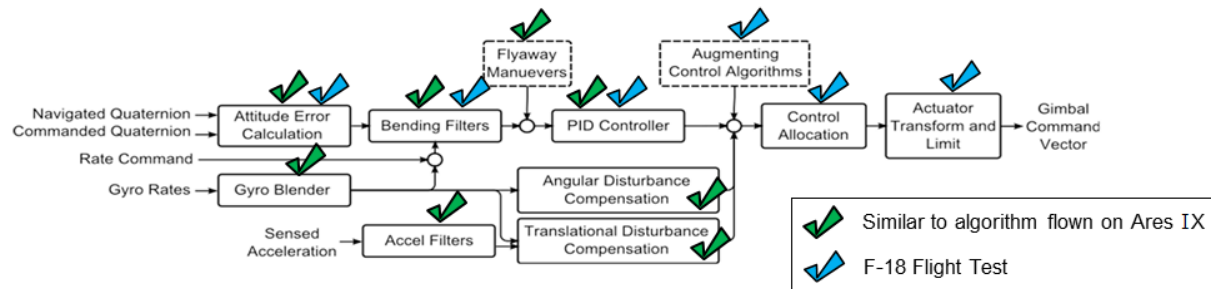 Flyaway
Manuevers
Augmenting
Control Algorithms
Navigated Quaternion
Commanded Quaternion
Attitude Error
Calculation
Bending Filters
PID Controller
Control
Allocation
Actuator
Transform and
Limit
Gimbal
Command
Vector
Rate Command
Gyro Rates
Gyro Blender
Angular Disturbance
Compensation
Sensed
Acceleration
Accel Filters
Translational Disturbance
Compensation
Similar to algorithm flown on Ares IX
F-18 Flight Test